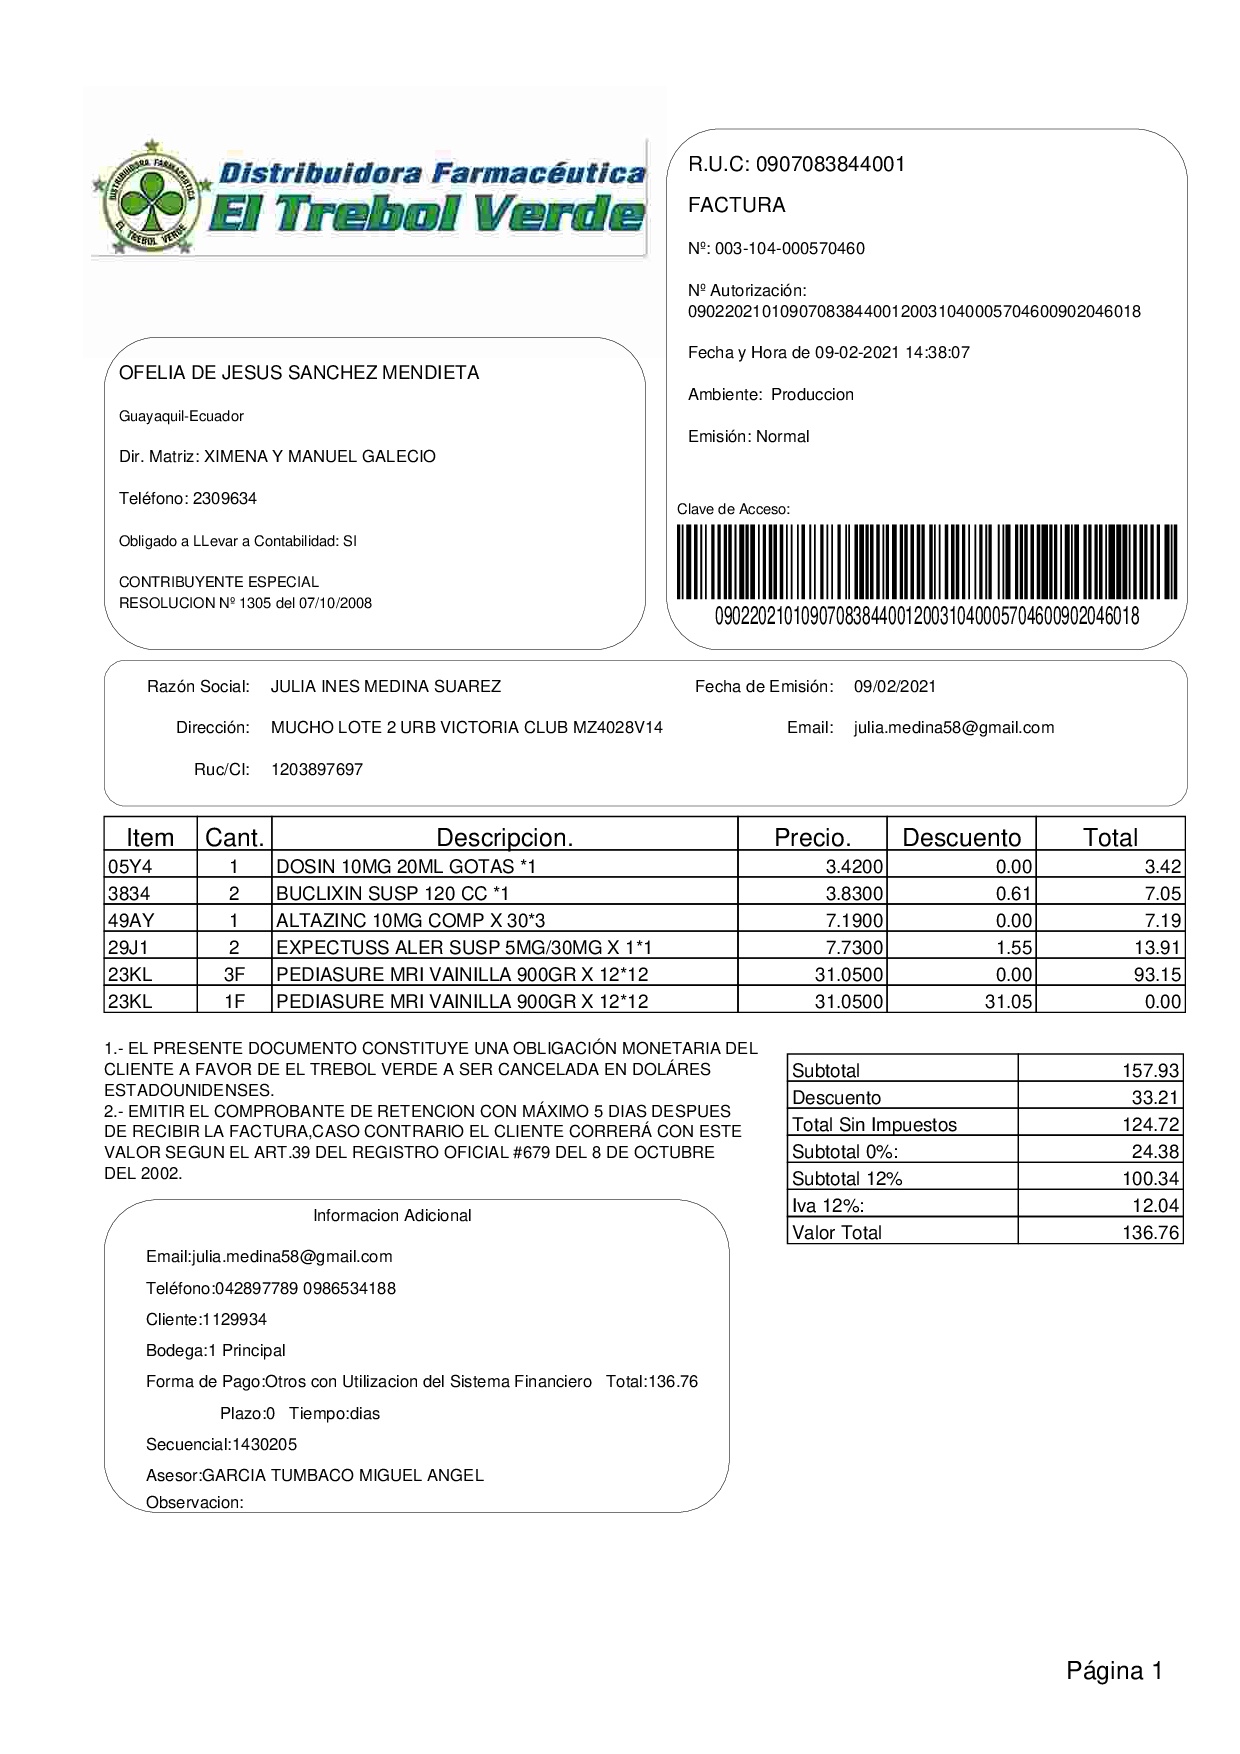 DISTRIBUIDORA FARMACEUTICA
EL TREBOL VERDE
Distribuidora Farmacéutica
El Trebol Verde
R.U.C: 0907083844001
FACTURA
Nº: 003-104-000570460
Nº Autorización:
0902202101090708384400120031040005704600902046018
Fecha y Hora de 09-02-2021 14:38:07
Ambiente: Produccion
Emisión: Normal
Clave de Acceso:
0902202101090708384400120031040005704600902046018
OFELIA DE JESUS SANCHEZ MENDIETA
Guayaquil-Ecuador
Dir. Matriz: XIMENA Y MANUEL GALECIO
Teléfono: 2309634
Obligado a LLevar a Contabilidad: SI
CONTRIBUYENTE ESPECIAL
RESOLUCION Nº 1305 del 07/10/2008
Razón Social: JULIA INES MEDINA SUAREZ Fecha de Emisión: 09/02/2021
Dirección: MUCHO LOTE 2 URB VICTORIA CLUB MZ4028V14 Email: julia.medina58@gmail.com
Ruc/CI: 1203897697
Item Cant. Descripcion. Precio. Descuento Total
05Y4 1 DOSIN 10MG 20ML GOTAS *1 3.4200 0.00 3.42
3834 2 BUCLIXIN SUSP 120 CC *1 3.8300 0.61 7.05
49AY 1 ALTAZINC 10MG COMP X 30*3 7.1900 0.00 7.19
29J1 2 EXPECTUSS ALER SUSP 5MG/30MG X 1*1 7.7300 1.55 13.91
23KL 3F PEDIASURE MRI VAINILLA 900GR X 12*12 31.0500 0.00 93.15
23KL 1F PEDIASURE MRI VAINILLA 900GR X 12*12 31.0500 31.05 0.00
1.- EL PRESENTE DOCUMENTO CONSTITUYE UNA OBLIGACIÓN MONETARIA DEL
CLIENTE A FAVOR DE EL TREBOL VERDE A SER CANCELADA EN DOLÁRES
ESTADOUNIDENSES.
2.- EMITIR EL COMPROBANTE DE RETENCION CON MÁXIMO 5 DIAS DESPUES
DE RECIBIR LA FACTURA,CASO CONTRARIO EL CLIENTE CORRERÁ CON ESTE
VALOR SEGUN EL ART.39 DEL REGISTRO OFICIAL #679 DEL 8 DE OCTUBRE
DEL 2002.
Subtotal 157.93
Descuento 33.21
Total Sin Impuestos 124.72
Subtotal 0%: 24.38
Subtotal 12% 100.34
Iva 12%: 12.04
Valor Total 136.76
Informacion Adicional
Email:julia.medina58@gmail.com
Teléfono:042897789 0986534188
Cliente:1129934
Bodega:1 Principal
Forma de Pago:Otros con Utilizacion del Sistema Financiero Total:136.76
Plazo:0 Tiempo:dias
Secuencial:1430205
Asesor:GARCIA TUMBACO MIGUEL ANGEL
Observacion:
Página 1